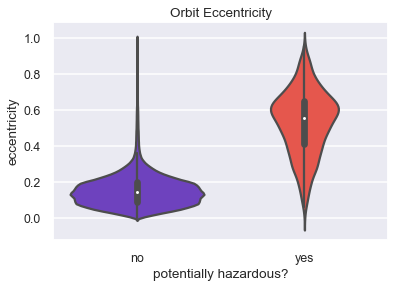 Orbit Eccentricity
1.0
0.8
0.6
0.4
0.2
0.0
eccentricity
no yes
potentially hazardous?